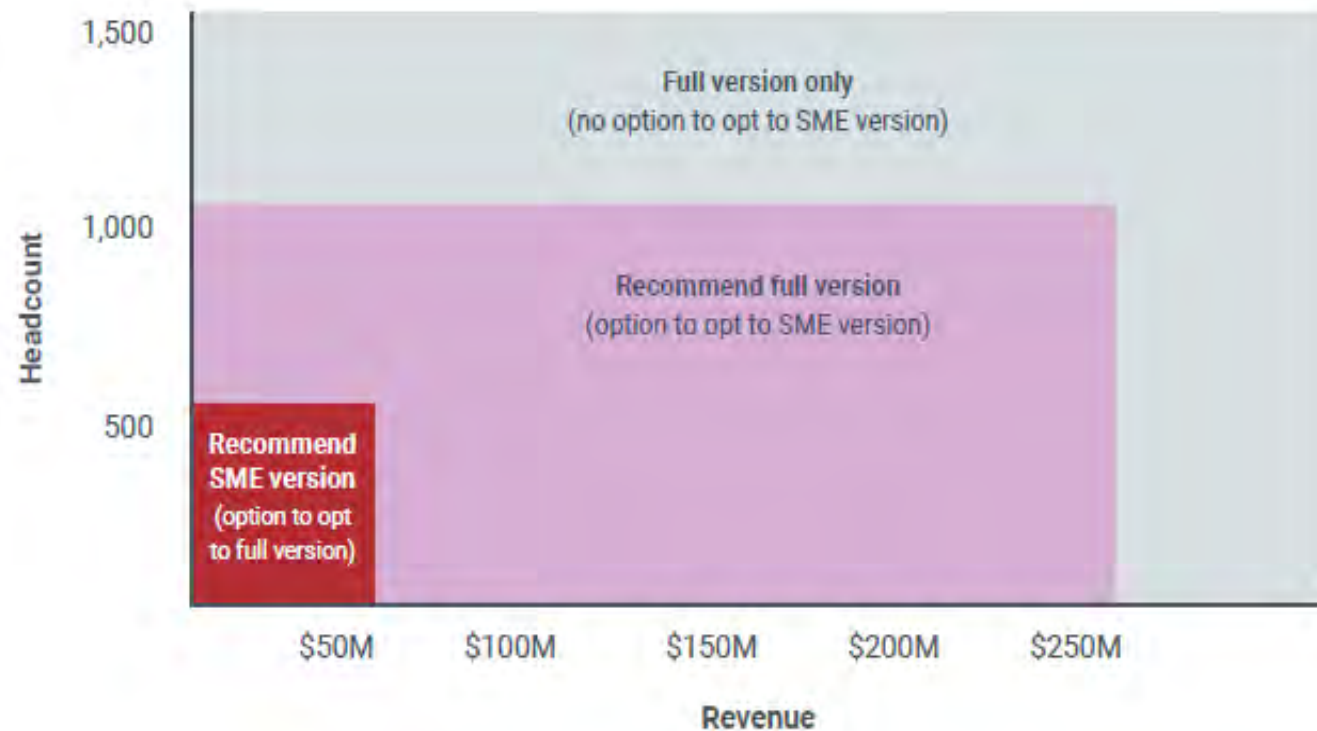 1,500
Full version only
(no option to opt to SME version)
1,000
Headcount
Recommend full version
(option to opt to SME version)
500
Recommend
SME version
(option to opt
to full version)
$50M $100M $150M $200M $250M
Revenue